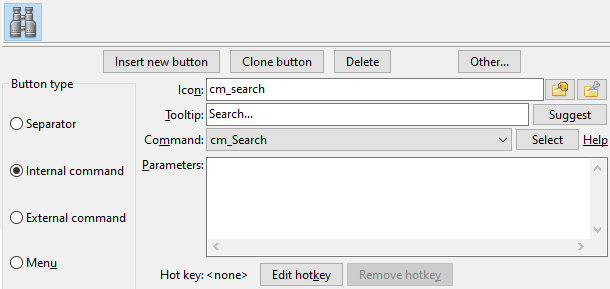 Insert new button Clone button Delete Other...
Button type
Icon: cm_search
Tooltip: Search... Suggest
Separator
Command: cm_Search Select Help
Parameters:
Internal command
External command
Menu
Hot key: <none> Edit hotkey Remove hotkey